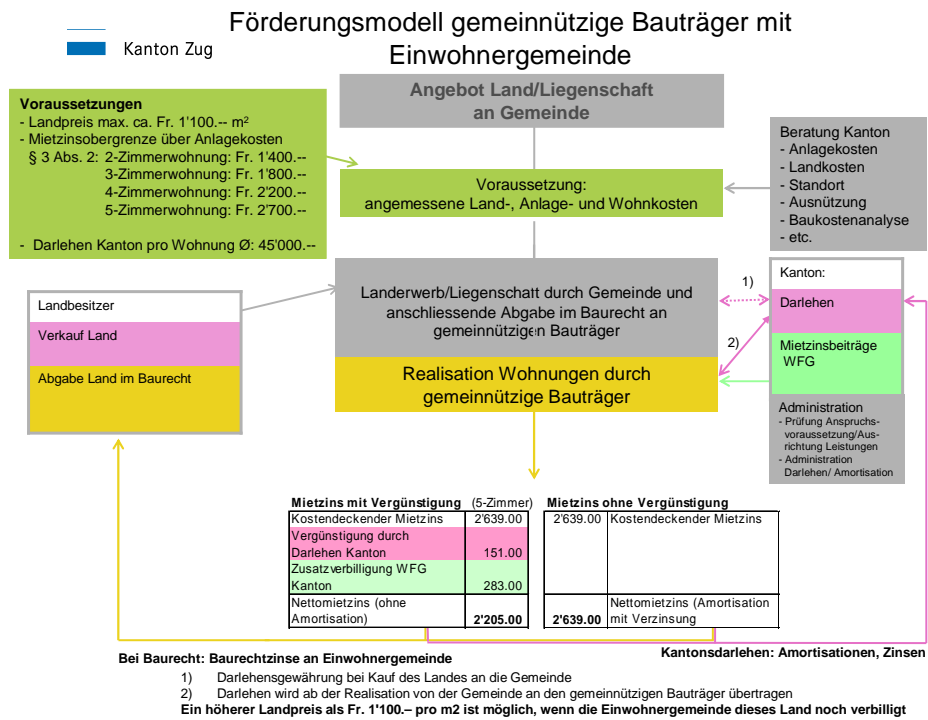 Förderungsmodell gemeinnützige Bauträger mit
Einwohnergemeinde
Kanton Zug
Angebot Land/Liegenschaft
an Gemeinde
Voraussetzungen
- Landpreis max. ca. Fr. 1'100.-- m²
- Mietzinsobergrenze über Anlagekosten
§ 3 Abs. 2: 2-Zimmerwohnung: Fr. 1'400.--
3-Zimmerwohnung: Fr. 1'800.--
4-Zimmerwohnung: Fr. 2'200.--
5-Zimmerwohnung: Fr. 2'700.--
- Darlehen Kanton pro Wohnung Ø: 45'000.--
Voraussetzung:
angemessene Land-, Anlage- und Wohnkosten
Beratung Kanton
- Anlagekosten
- Landkosten
- Standort
- Ausnützung
- Baukostenanalyse
- etc.
Landbesitzer
Verkauf Land
Abgabe Land im Baurecht
Landerwerb/Liegenschatt durch Gemeinde und
anschliessende Abgabe im Baurecht an
gemeinnützigen Bauträger
Realisation Wohnungen durch
gemeinnützige Bauträger
1)
2)
Kanton:
Darlehen
Mietzinsbeiträge
WFG
Administration
- Prüfung Anspruchs-
voraussetzung/Aus-
richtung Leistungen
- Administration
Darlehen/ Amortisation
Mietzins mit Vergünstigung (5-Zimmer)
Kostendeckender Mietzins 2'639.00
Vergünstigung durch
Darlehen Kanton 151.00
Zusatzverbilligung WFG
Kanton 283.00
Nettomietzins (ohne
Amortisation) 2'205.00
Mietzins ohne Vergünstigung
2'639.00 Kostendeckender Mietzins
Nettomietzins (Amortisation
2'639.00 mit Verzinsung
Bei Baurecht: Baurechtzinse an Einwohnergemeinde
Kantonsdarlehen: Amortisationen, Zinsen
1) Darlehensgewährung bei Kauf des Landes an die Gemeinde
2) Darlehen wird ab der Realisation von der Gemeinde an den gemeinnützigen Bauträger übertragen
Ein höherer Landpreis als Fr. 1'100.– pro m2 ist möglich, wenn die Einwohnergemeinde dieses Land noch verbilligt